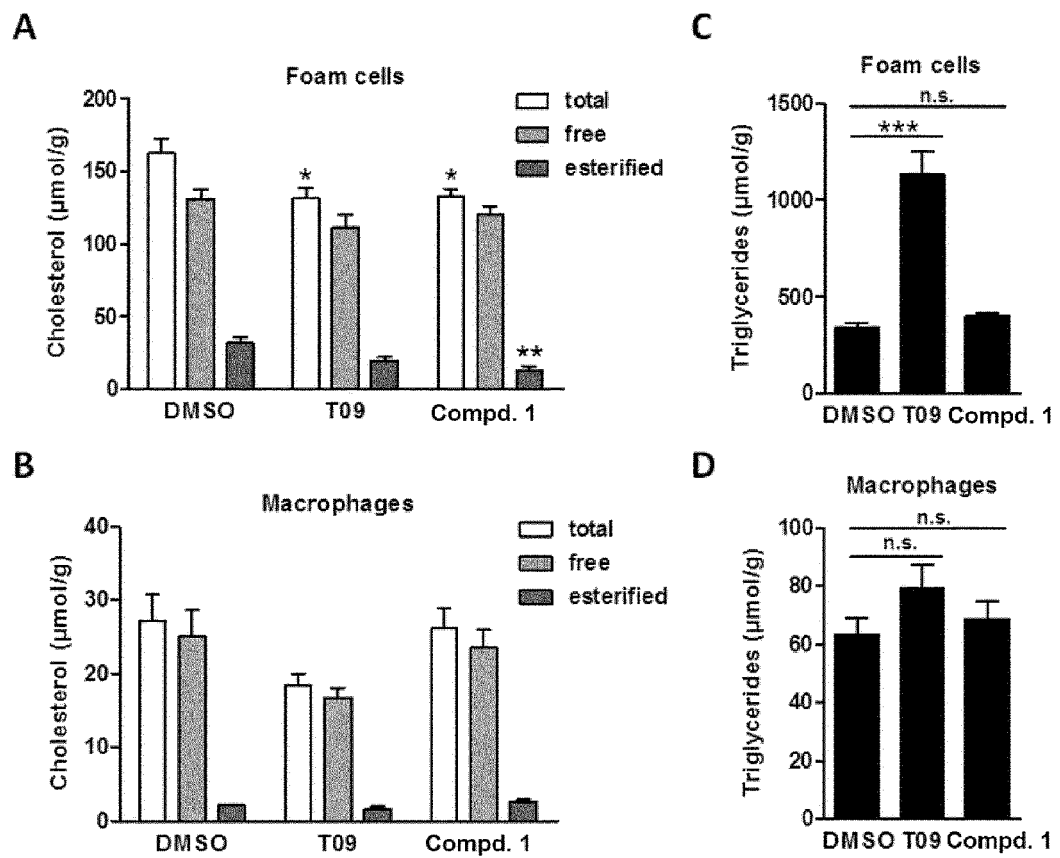 A
Foam cells
Cholesterol (µmol/g)
200
150
100
50
0
total
free
esterified
*
*
**
DMSO T09 Compd. 1
B
Macrophages
Cholesterol (µmol/g)
40
30
20
10
0
total
free
esterified
DMSO T09 Compd. 1
C
Foam cells
n.s.
***
Triglycerides (µmol/g)
1500
1000
500
0
DMSO T09 Compd. 1
D
Macrophages
n.s.
n.s.
Triglycerides (µmol/g)
100
80
60
40
20
0
DMSO T09 Compd. 1